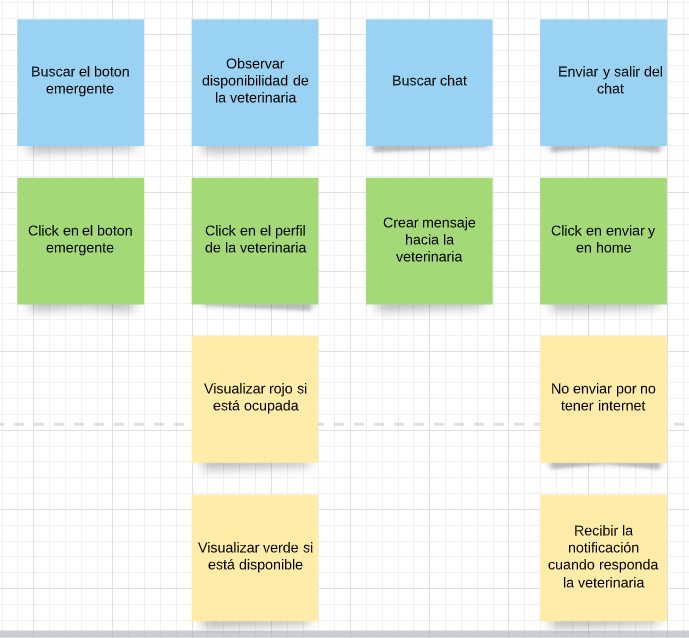 Buscar el boton
emergente
Observar
disponibilidad de
la veterinaria
Buscar chat
Enviar y salir del
chat
Click en el boton
emergente
Click en el perfil
de la veterinaria
Crear mensaje
hacia la
veterinaria
Click en enviar y
en home
Visualizar rojo si
está ocupada
No enviar por no
tener internet
Visualizar verde si
está disponible
Recibir la
notificación
cuando responda
la veterinaria